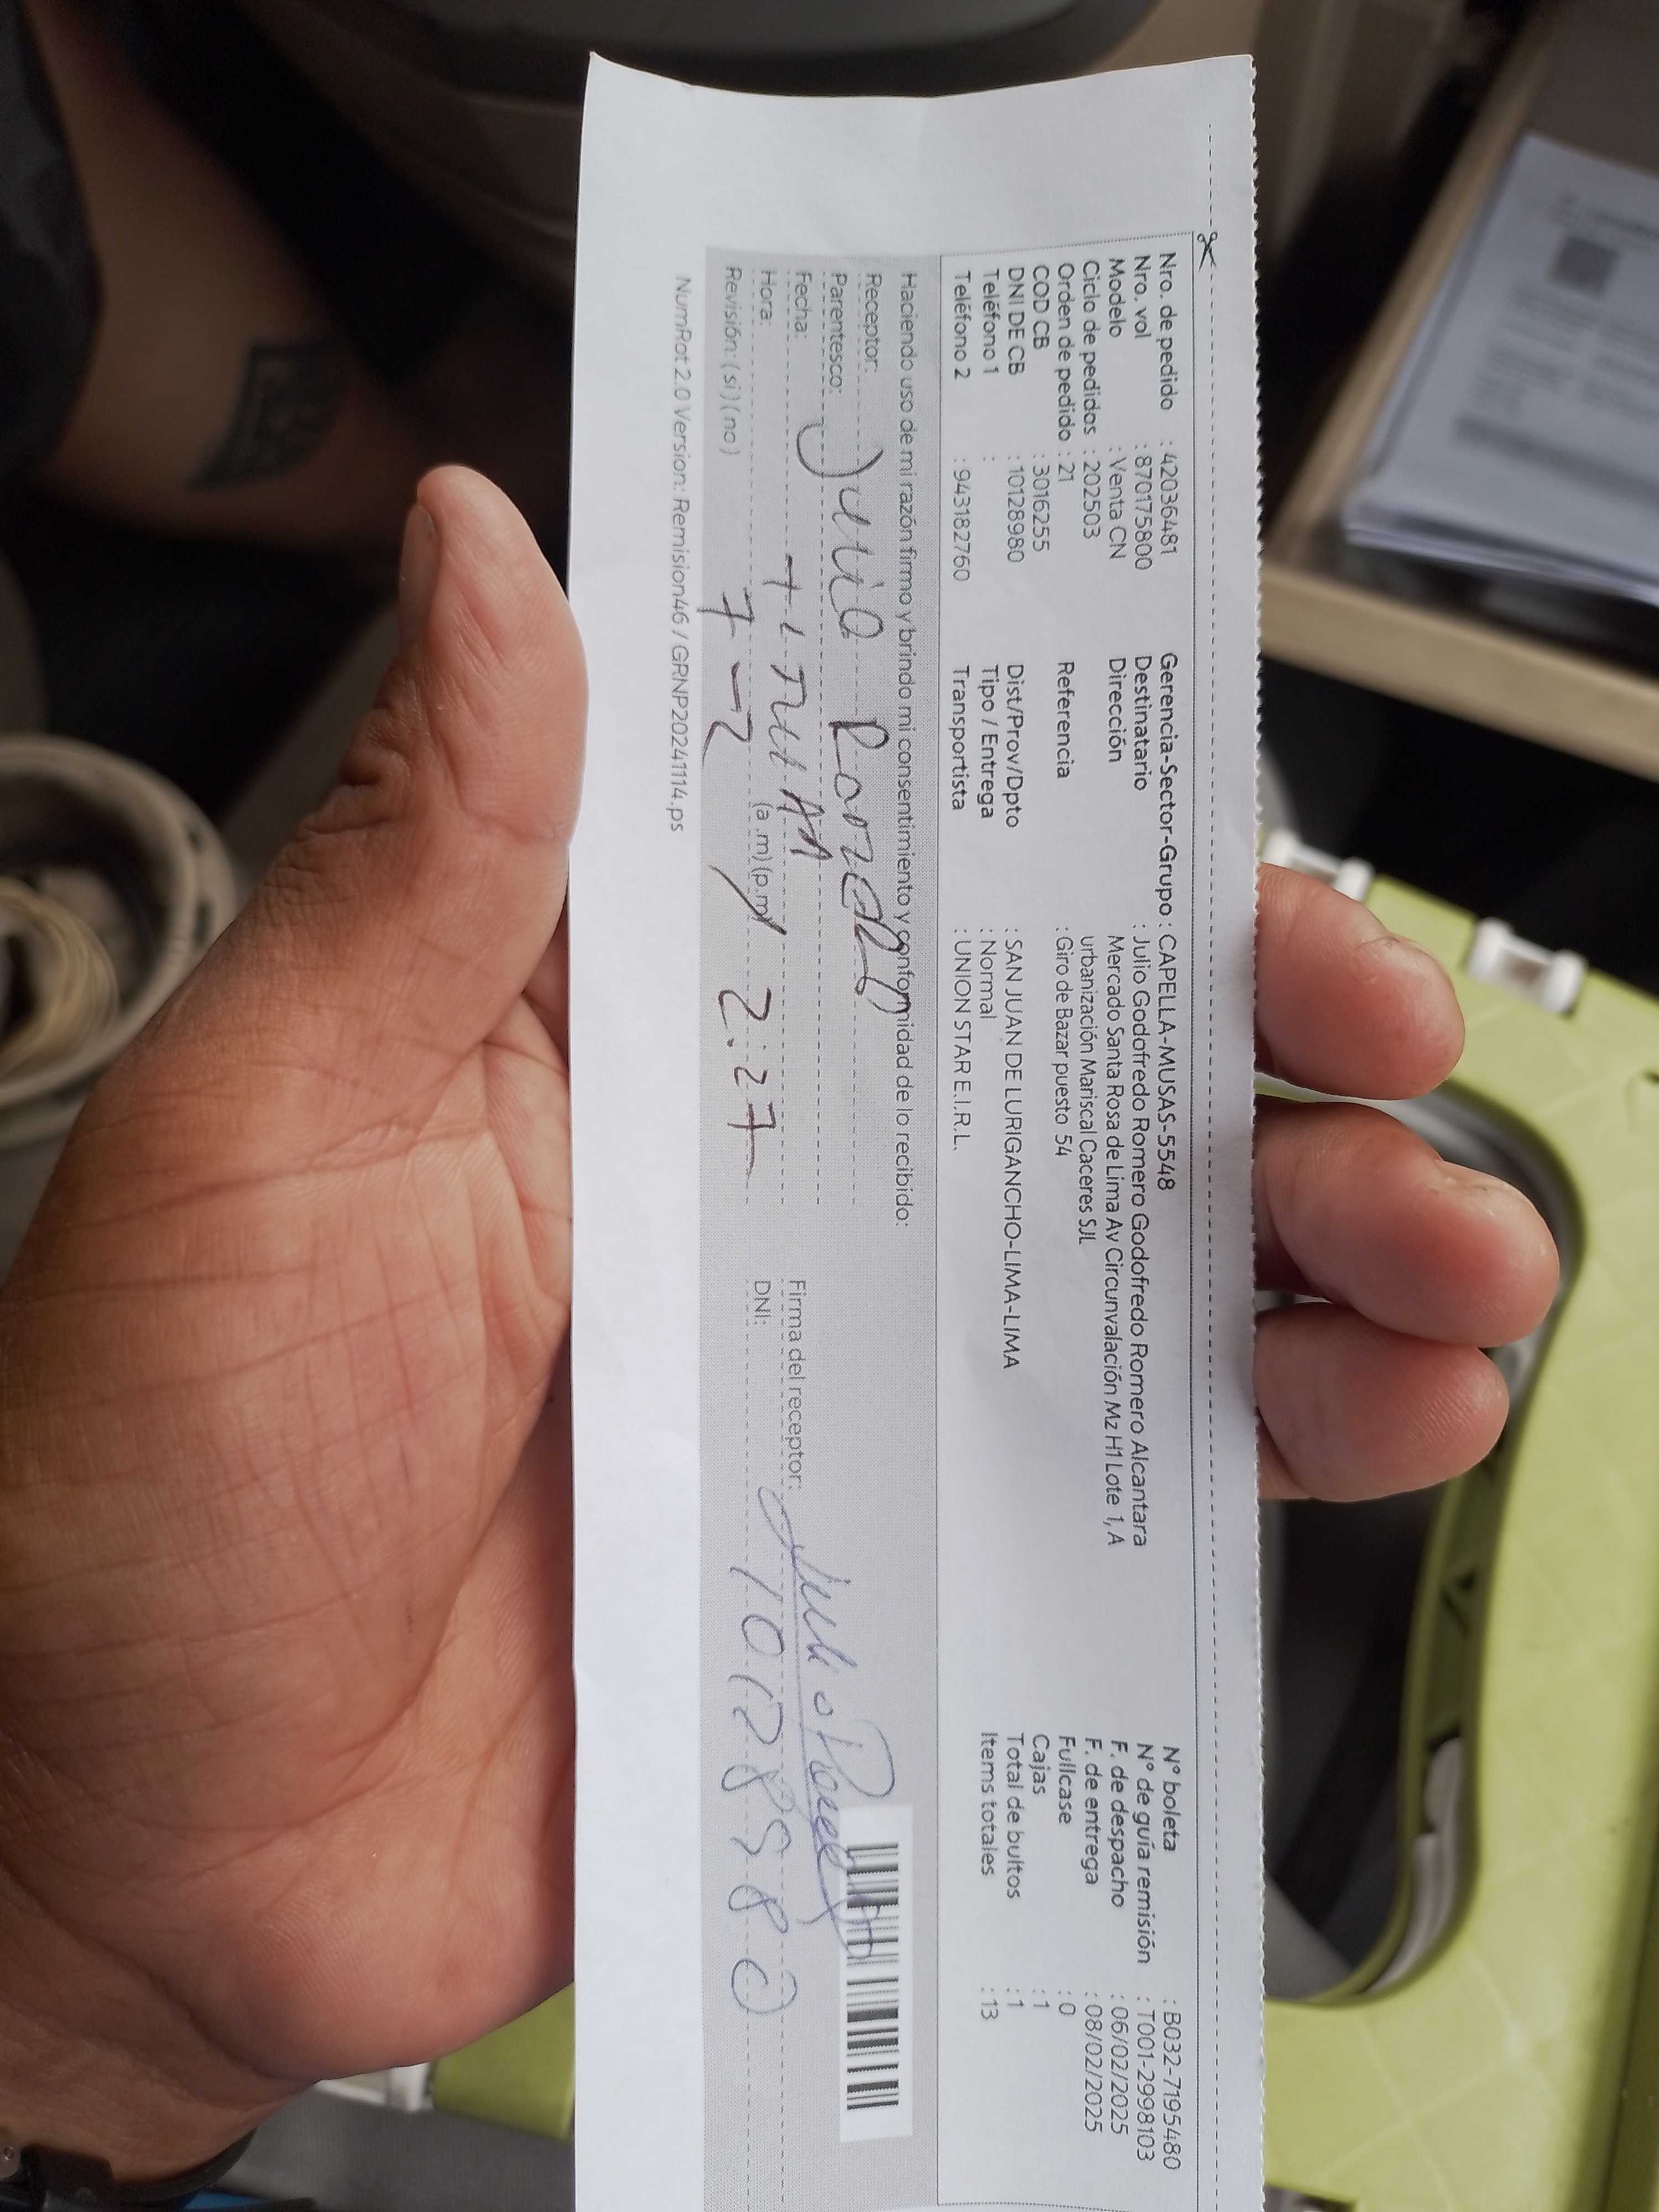 Nro. de pedido : 42036481 Gerencia-Sector-Grupo : CAPELLA-MUSAS-5548 N° boleta : B032-7195480
Nro. vol : 870175800 Destinatario : Julio Godofredo Romero Godofredo Romero Alcantara N° de guía remisión : T001-2998103
Modelo : Venta CN Dirección Mercado Santa Rosa de Lima Av Circunvalación Mz H1 Lote 1, A F. de despacho : 06/02/2025
Ciclo de pedidos : 202503 urbanización Mariscal Caceres SJL F. de entrega : 08/02/2025
Orden de pedido : 21 Referencia : Giro de Bazar puesto 54 Fullcase : 0
COD CB : 3016255 Cajas : 1
DNI DE CB : 10128980 Dist/Prov/Dpto : SAN JUAN DE LURIGANCHO-LIMA-LIMA Total de bultos : 1
Teléfono 1 : Tipo / Entrega : Normal Items totales : 13
Teléfono 2 : 943182760 Transportista : UNION STAR E.I.R.L.
Haciendo uso de mi razón firmo y brindo mi consentimiento y conformidad de lo recibido:
Receptor: Julio
Parentesco:
Fecha: Firma del receptor: Julio
Hora: 7-2 (a.m)(p.m) 2:27 DNI: 10128980
Revisión: (si) (no)
NumRot 2.0 Version: Remision46 / GRNP20241114.ps